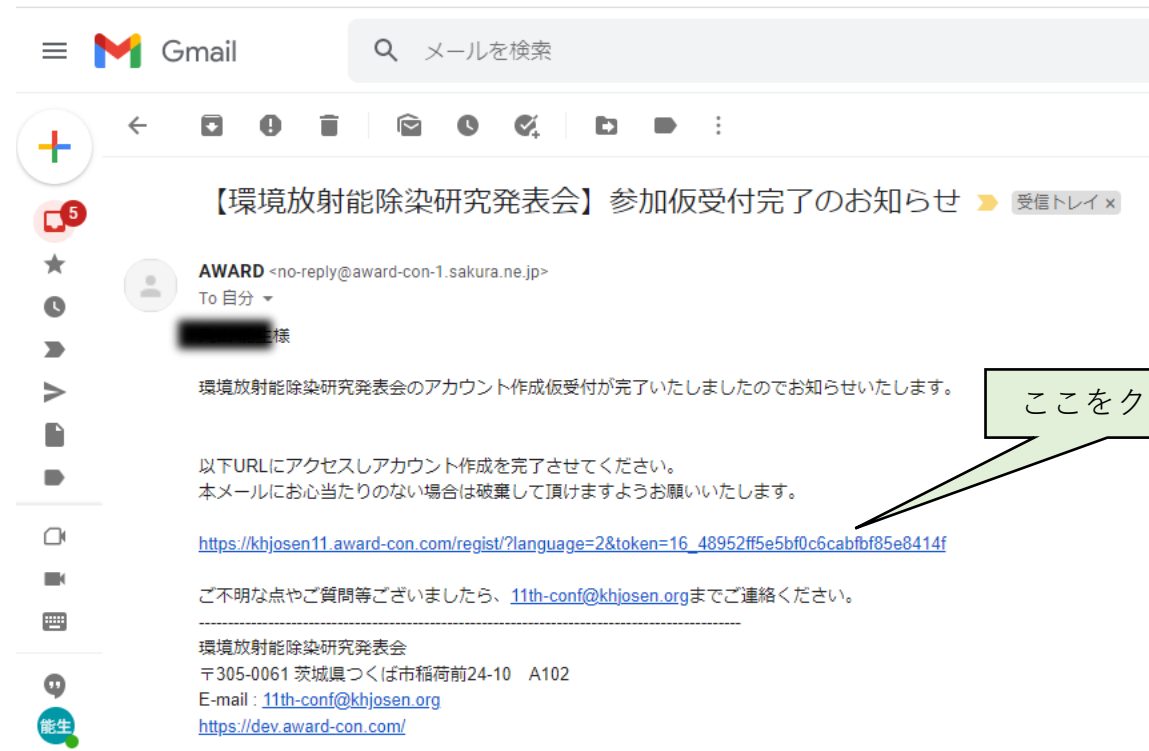 Gmail
メールを検索
5
【環境放射能除染研究発表会】参加仮受付完了のお知らせ
受信トレイ ×
AWARD <no-reply@award-con-1.sakura.ne.jp>
To 自分
様
環境放射能除染研究発表会のアカウント作成仮受付が完了いたしましたのでお知らせいたします。
ここをク
以下URLにアクセスしアカウント作成を完了させてください。
本メールにお心当たりのない場合は破棄して頂けますようお願いいたします。
https://khjosen11.award-con.com/regist/?language=2&token=16_48952ff5e5bf0c6cabfbf85e8414f
ご不明な点やご質問等ございましたら、11th-conf@khjosen.orgまでご連絡ください。
------------------------------------------------------------------------------------------
環境放射能除染研究発表会
〒305-0061 茨城県つくば市稲荷前24-10　A102
E-mail : 11th-conf@khjosen.org
https://dev.award-con.com/
能生